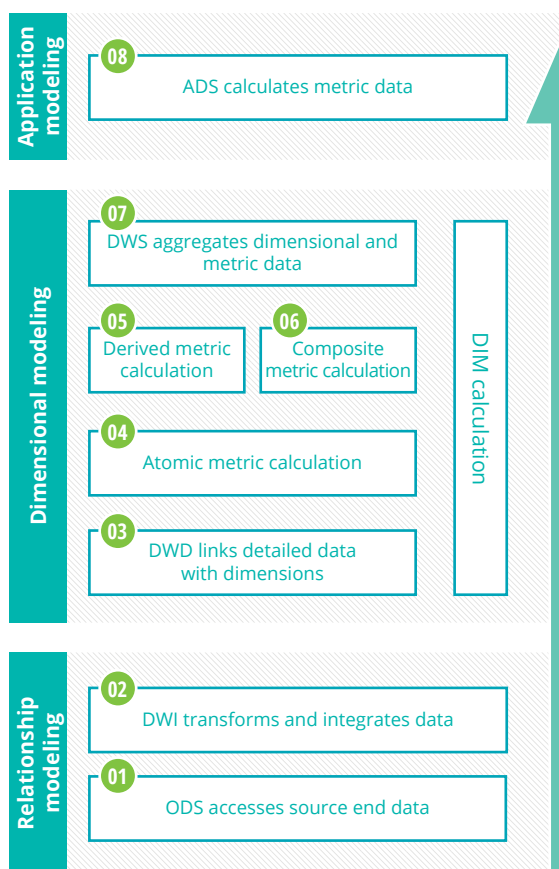 Application
modeling
08
ADS calculates metric data
Dimensional modeling
07
DWS aggregates dimensional and
metric data
05
Derived metric
calculation
06
Composite
metric calculation
04
Atomic metric calculation
03
DWD links detailed data
with dimensions
DIM calculation
Relationship
modeling
02
DWI transforms and integrates data
01
ODS accesses source end data